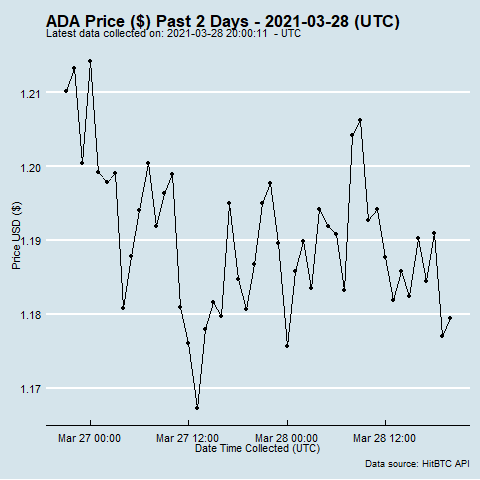 ADA Price ($) Past 2 Days - 2021-03-28 (UTC)
Latest data collected on: 2021-03-28 20:00:11 - UTC
1.21
1.20
1.19
1.18
1.17
Price USD ($)
Mar 27 00:00 Mar 27 12:00 Mar 28 00:00 Mar 28 12:00
Date Time Collected (UTC)
Data source: HitBTC API